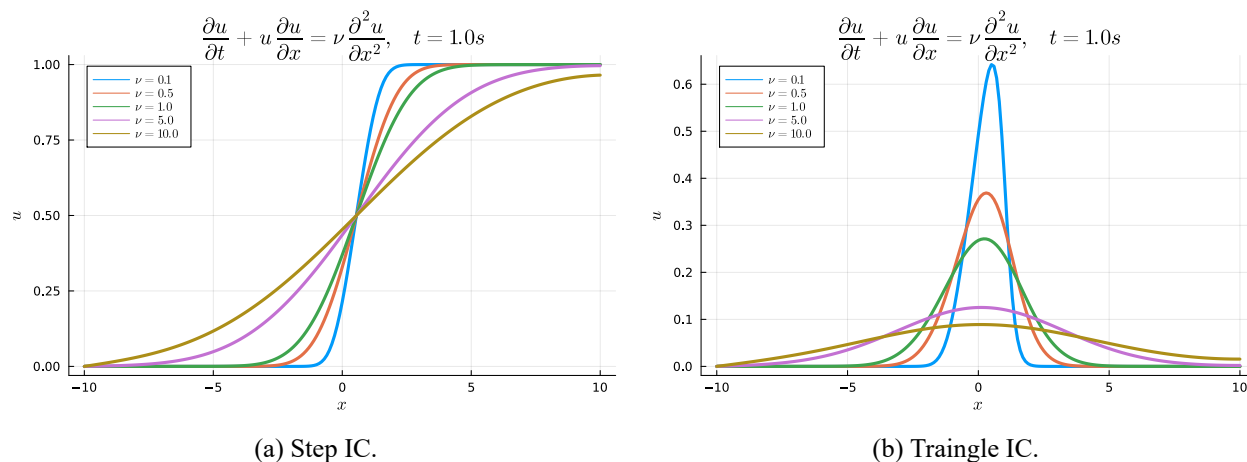 ∂u/∂t + u ∂u/∂x = ν ∂²u/∂x², t = 1.0s
1.00
0.75
0.50
0.25
0.00
u
ν = 0.1
ν = 0.5
ν = 1.0
ν = 5.0
ν = 10.0
−10
−5
0
5
10
x
(a) Step IC.
∂u/∂t + u ∂u/∂x = ν ∂²u/∂x², t = 1.0s
0.6
0.5
0.4
0.3
0.2
0.1
0.0
u
ν = 0.1
ν = 0.5
ν = 1.0
ν = 5.0
ν = 10.0
−10
−5
0
5
10
x
(b) Traingle IC.